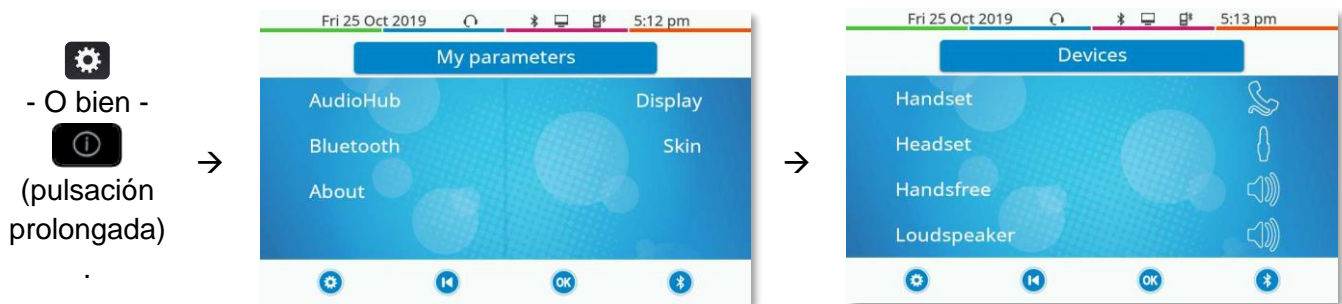 - O bien -
(pulsación
prolongada)
.
→
Fri 25 Oct 2019 5:12 pm
My parameters
AudioHub Display
Bluetooth Skin
About
OK
→
Fri 25 Oct 2019 5:13 pm
Devices
Handset
Headset
Handsfree
Loudspeaker
OK